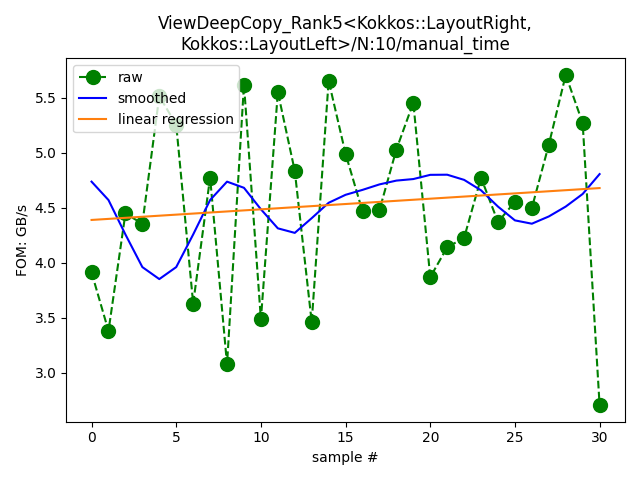 ViewDeepCopy_Rank5<Kokkos::LayoutRight,
Kokkos::LayoutLeft>/N:10/manual_time
raw
smoothed
linear regression
FOM: GB/s
5.5
5.0
4.5
4.0
3.5
3.0
0 5 10 15 20 25 30
sample #